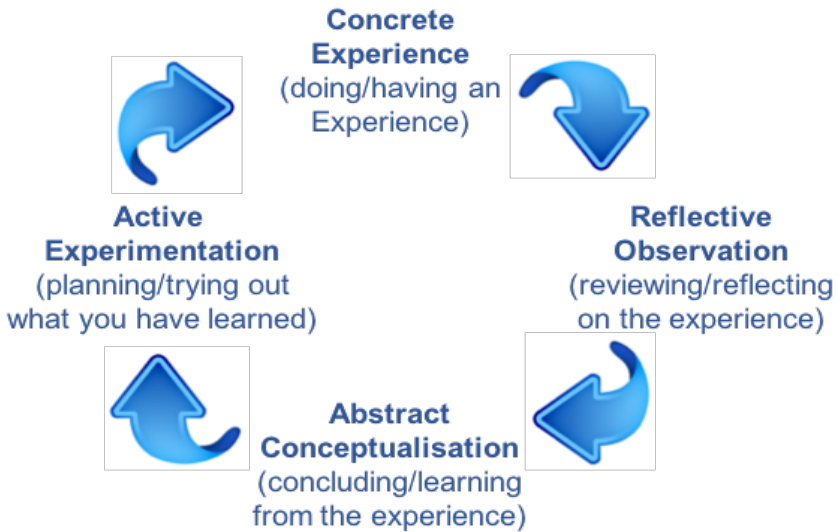 Concrete
Experience
(doing/having an
Experience)
Active
Experimentation
(planning/trying out
what you have learned)
Reflective
Observation
(reviewing/reflecting
on the experience)
Abstract
Conceptualisation
(concluding/learning
from the experience)